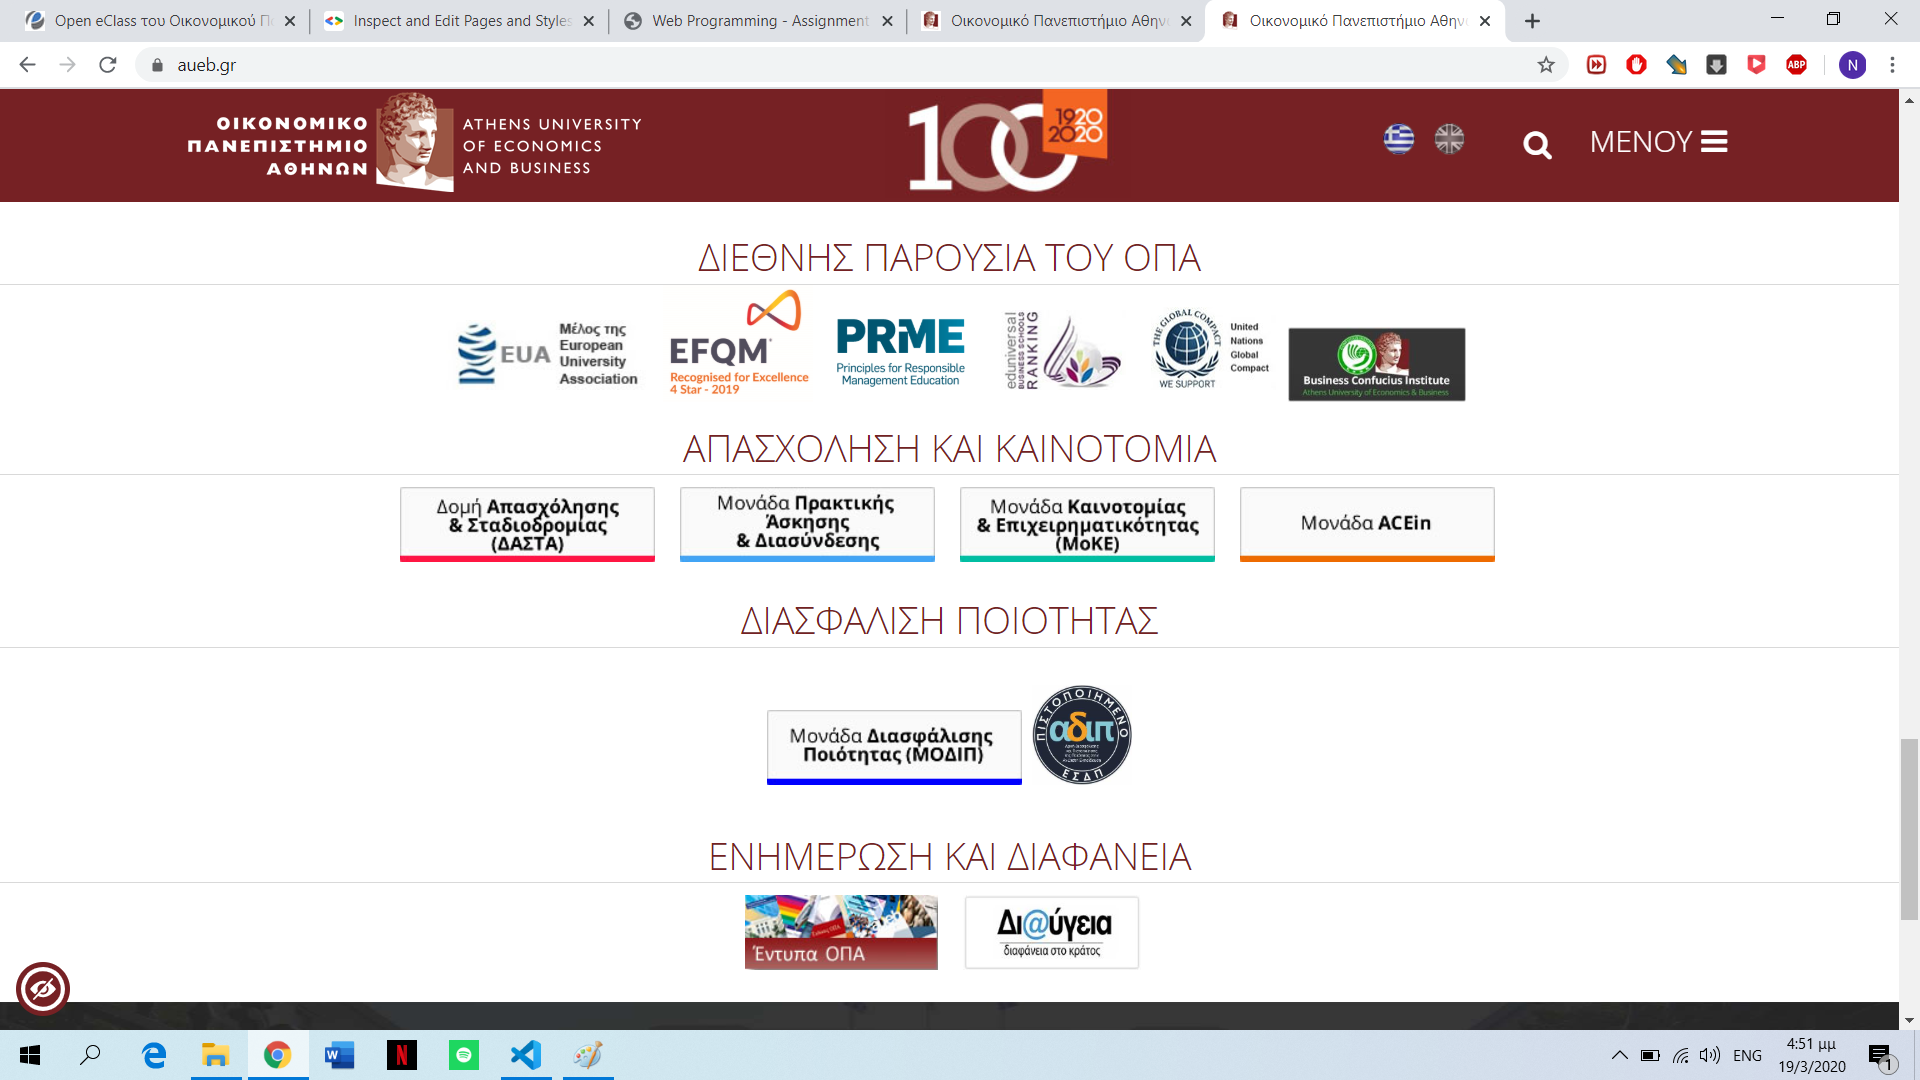 Open eClass του Οικονομικού Πα
Inspect and Edit Pages and Styles
Web Programming - Assignment
Οικονομικό Πανεπιστήμιο Αθην
Οικονομικό Πανεπιστήμιο Αθην
aueb.gr
ABP
N
ΟΙΚΟΝΟΜΙΚΟ
ΠΑΝΕΠΙΣΤΗΜΙΟ
ΑΘΗΝΩΝ
ATHENS UNIVERSITY
OF ECONOMICS
AND BUSINESS
100
1920
2020
ΜΕΝΟΥ
ΔΙΕΘΝΗΣ ΠΑΡΟΥΣΙΑ ΤΟΥ ΟΠΑ
EUA
Μέλος της
European
University
Association
EFQM
Recognised for Excellence
4 Star - 2019
PRME
Principles for Responsible
Management Education
eduniversal
BUSINESS SCHOOLS
RANKING
THE GLOBAL COMPACT
WE SUPPORT
United
Nations
Global
Compact
Business Confucius Institute
Athens University of Economics & Business
ΑΠΑΣΧΟΛΗΣΗ ΚΑΙ ΚΑΙΝΟΤΟΜΙΑ
Δομή Απασχόλησης
& Σταδιοδρομίας
(ΔΑΣΤΑ)
Μονάδα Πρακτικής
Άσκησης
& Διασύνδεσης
Μονάδα Καινοτομίας
& Επιχειρηματικότητας
(ΜοΚΕ)
Μονάδα ACEin
ΔΙΑΣΦΑΛΙΣΗ ΠΟΙΟΤΗΤΑΣ
Μονάδα Διασφάλισης
Ποιότητας (ΜΟΔΙΠ)
ΠΙΣΤΟΠΟΙΗΜΕΝΟ
αδιπ
ΕΣΔΠ
ΕΝΗΜΕΡΩΣΗ ΚΑΙ ΔΙΑΦΑΝΕΙΑ
Έντυπα ΟΠΑ
Δι@ύγεια
διαφάνεια στο κράτος
ENG
4:51 μμ
19/3/2020
1